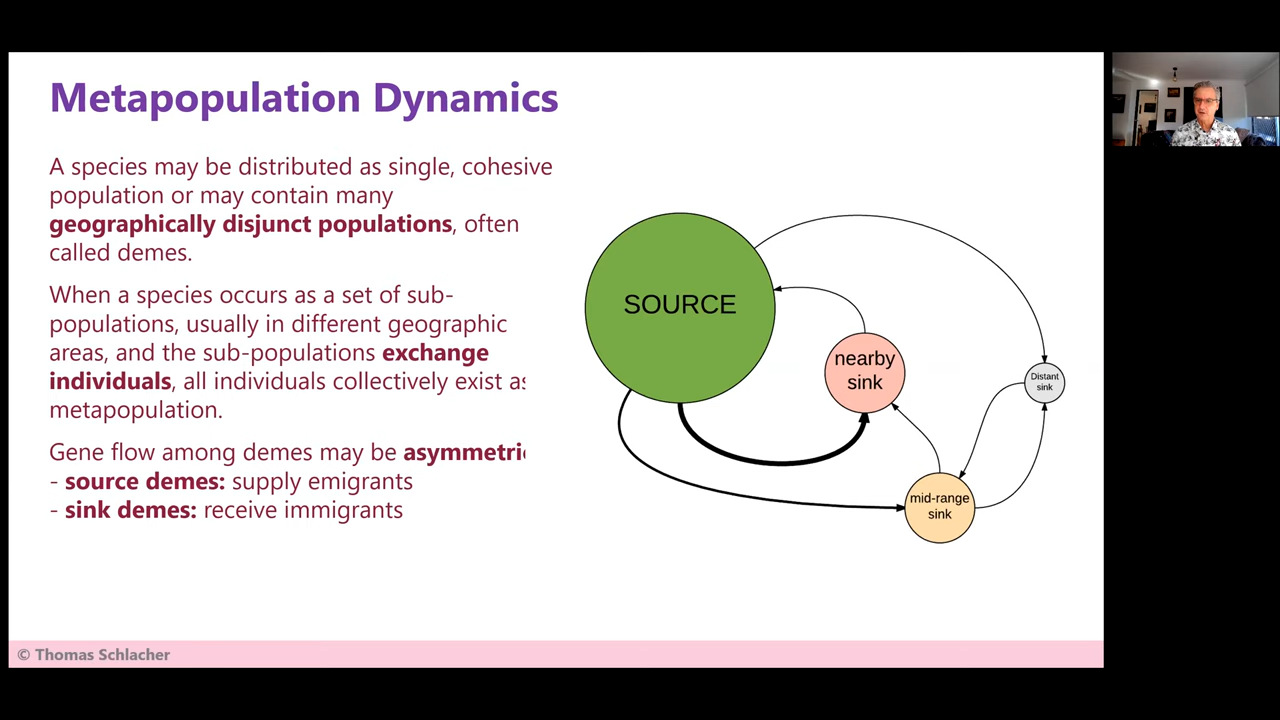 Metapopulation Dynamics
A species may be distributed as single, cohesive
population or may contain many
geographically disjunct populations, often
called demes.
When a species occurs as a set of sub-
populations, usually in different geographic
areas, and the sub-populations exchange
individuals, all individuals collectively exist as
metapopulation.
Gene flow among demes may be asymmetric
- source demes: supply emigrants
- sink demes: receive immigrants
SOURCE
nearby
sink
Distant
sink
mid-range
sink
© Thomas Schlacher